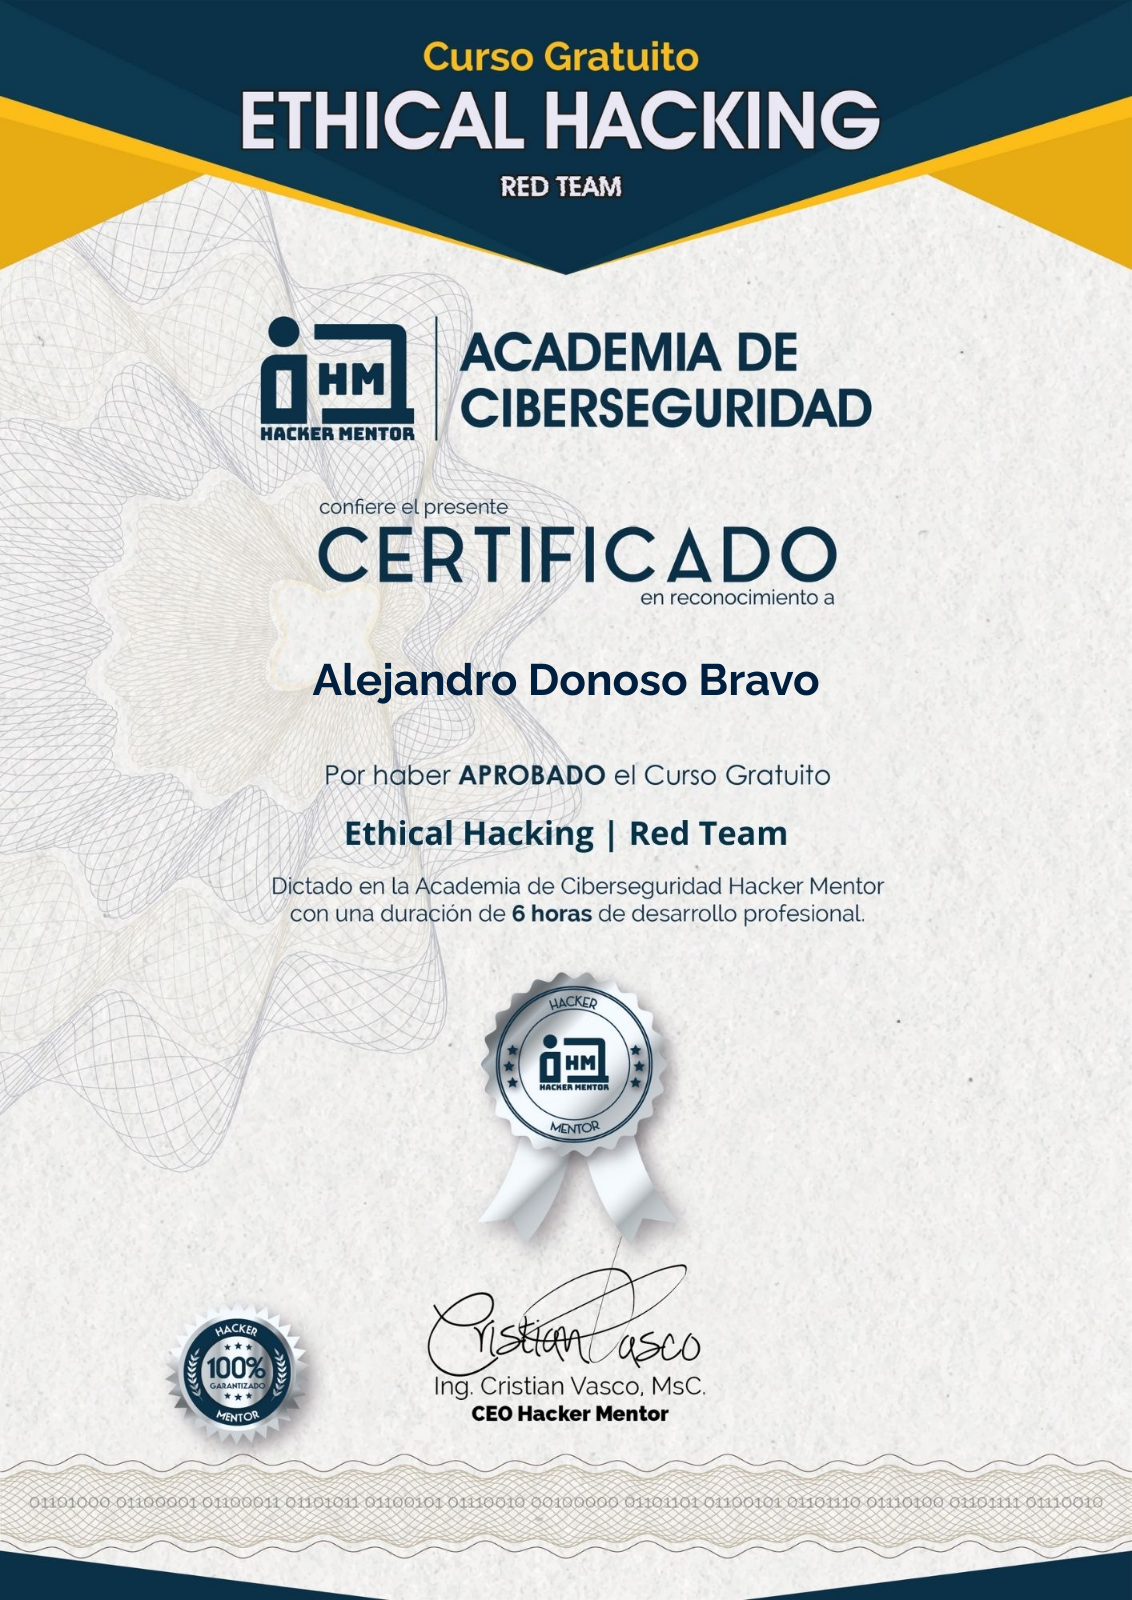 Curso Gratuito
ETHICAL HACKING
RED TEAM
HM
HACKER MENTOR
ACADEMIA DE
CIBERSEGURIDAD
confiere el presente
CERTIFICADO
en reconocimiento a
Alejandro Donoso Bravo
Por haber APROBADO el Curso Gratuito
Ethical Hacking | Red Team
Dictado en la Academia de Ciberseguridad Hacker Mentor
con una duración de 6 horas de desarrollo profesional.
HACKER
HM
HACKER MENTOR
MENTOR
Cristian Vasco
Ing. Cristian Vasco, MsC.
CEO Hacker Mentor
HACKER
100%
GARANTIZADO
MENTOR
01101000 01100001 01100011 01101011 01100101 01110010 00100000 01101101 01100101 01101110 01110100 01101111 01110010